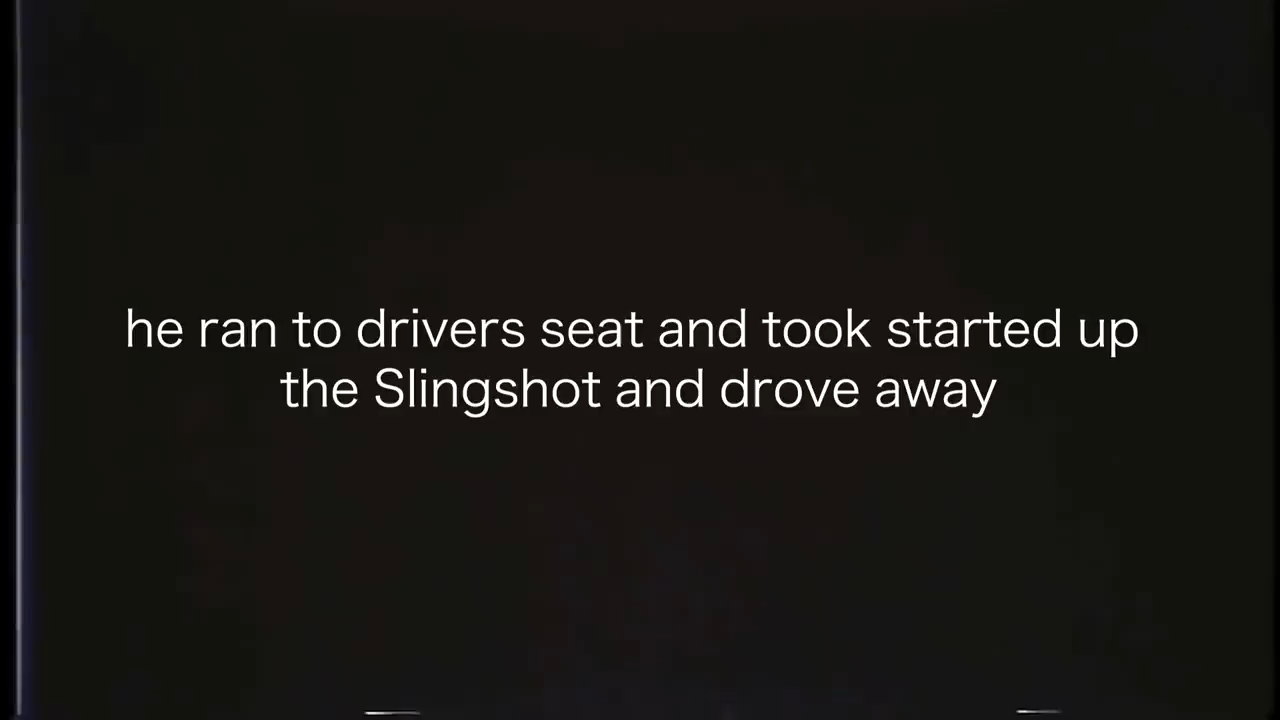 he ran to drivers seat and took started up
the Slingshot and drove away